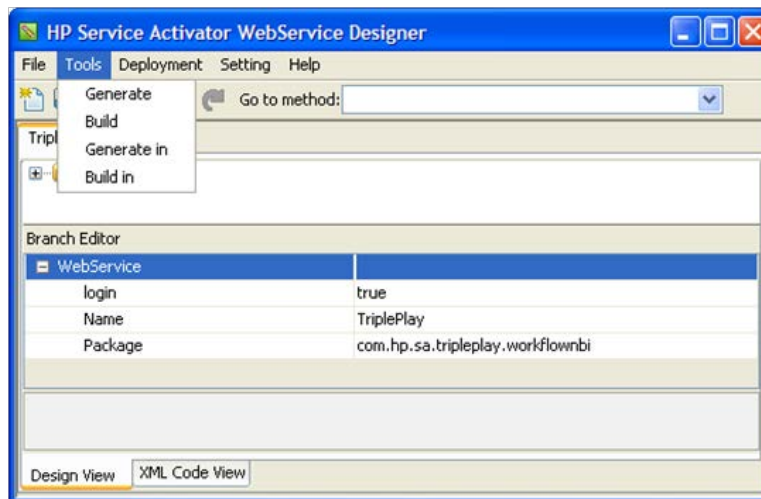 HP Service Activator WebService Designer
File Tools Deployment Setting Help
Generate
Go to method:
Build
Generate in
Build in
Branch Editor
WebService
login true
Name TriplePlay
Package com.hp.sa.tripleplay.workflownbi
Design View XML Code View